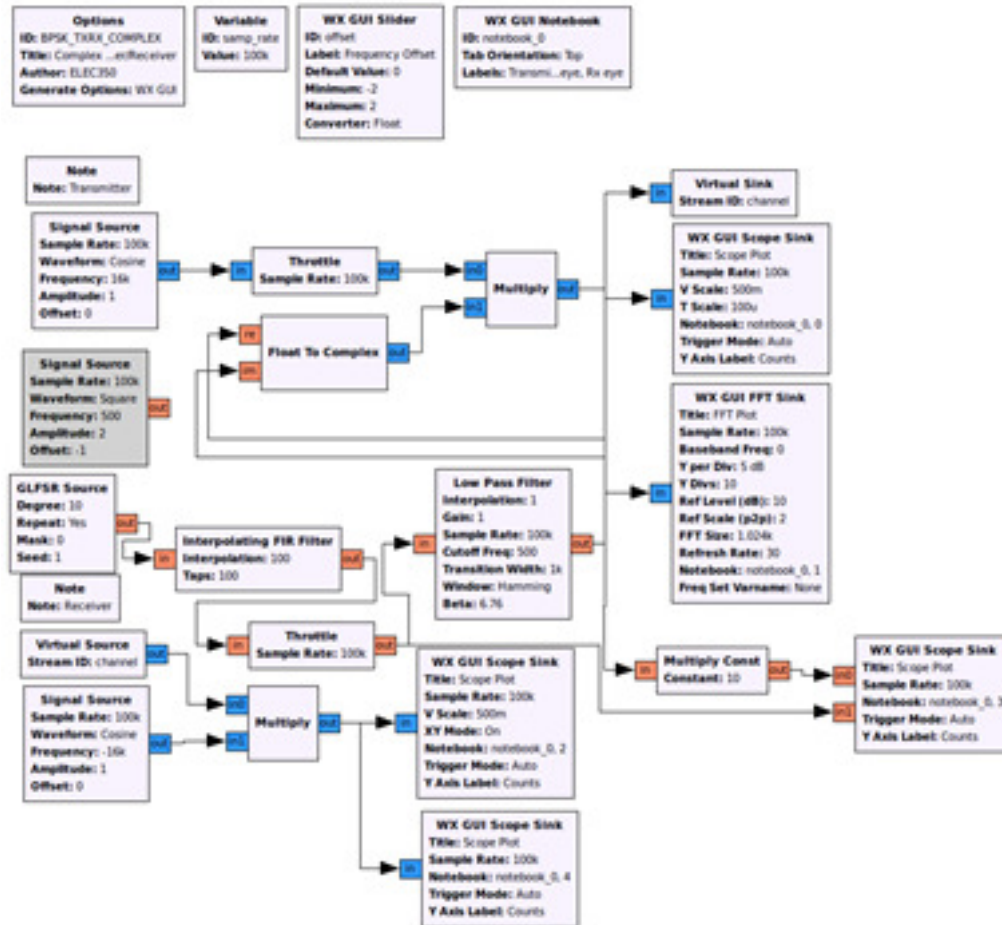 Options
ID: BPSK_TXRX_COMPLEX
Title: Complex ...er/Receiver
Author: ELEC350
Generate Options: WX GUI
Variable
ID: samp_rate
Value: 100k
WX GUI Slider
ID: offset
Label: Frequency Offset
Default Value: 0
Minimum: -2
Maximum: 2
Converter: Float
WX GUI Notebook
ID: notebook_0
Tab Orientation: Top
Labels: Transmi...eye, Rx eye
Note
Note: Transmitter
Signal Source
Sample Rate: 100k
Waveform: Cosine
Frequency: 16k
Amplitude: 1
Offset: 0
out
in
Throttle
Sample Rate: 100k
out
in0
in1
Multiply
out
re
im
Float To Complex
out
in
Virtual Sink
Stream ID: channel
in
WX GUI Scope Sink
Title: Scope Plot
Sample Rate: 100k
V Scale: 500m
T Scale: 100u
Notebook: notebook_0, 0
Trigger Mode: Auto
Y Axis Label: Counts
Signal Source
Sample Rate: 100k
Waveform: Square
Frequency: 500
Amplitude: 2
Offset: -1
out
in
WX GUI FFT Sink
Title: FFT Plot
Sample Rate: 100k
Baseband Freq: 0
Y per Div: 5 dB
Y Divs: 10
Ref Level (dB): 10
Ref Scale (p2p): 2
FFT Size: 1.024k
Refresh Rate: 30
Notebook: notebook_0, 1
Freq Set Varname: None
GLFSR Source
Degree: 10
Repeat: Yes
Mask: 0
Seed: 1
out
in
Interpolating FIR Filter
Interpolation: 100
Taps: 100
out
in
Low Pass Filter
Interpolation: 1
Gain: 1
Sample Rate: 100k
Cutoff Freq: 500
Transition Width: 1k
Window: Hamming
Beta: 6.76
out
Note
Note: Receiver
in
Throttle
Sample Rate: 100k
out
Virtual Source
Stream ID: channel
out
Signal Source
Sample Rate: 100k
Waveform: Cosine
Frequency: -16k
Amplitude: 1
Offset: 0
out
in0
in1
Multiply
out
in
WX GUI Scope Sink
Title: Scope Plot
Sample Rate: 100k
V Scale: 500m
XY Mode: On
Notebook: notebook_0, 2
Trigger Mode: Auto
Y Axis Label: Counts
in
Multiply Const
Constant: 10
out
in0
in1
WX GUI Scope Sink
Title: Scope Plot
Sample Rate: 100k
Notebook: notebook_0, 3
Trigger Mode: Auto
Y Axis Label: Counts
in
WX GUI Scope Sink
Title: Scope Plot
Sample Rate: 100k
Notebook: notebook_0, 4
Trigger Mode: Auto
Y Axis Label: Counts